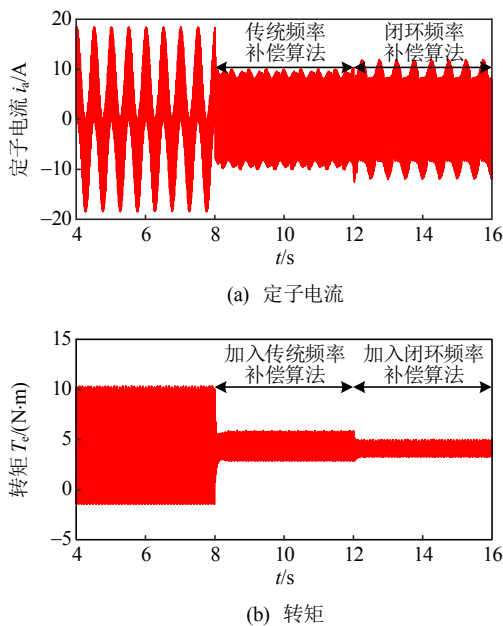 20
10
0
−10
−20
定子电流 ia/A
传统频率
补偿算法
闭环频率
补偿算法
4 6 8 10 12 14 16
t/s
(a) 定子电流
15
10
5
0
−5
转矩 Te/(N·m)
加入传统频率
补偿算法
加入闭环频率
补偿算法
4 6 8 10 12 14 16
t/s
(b) 转矩